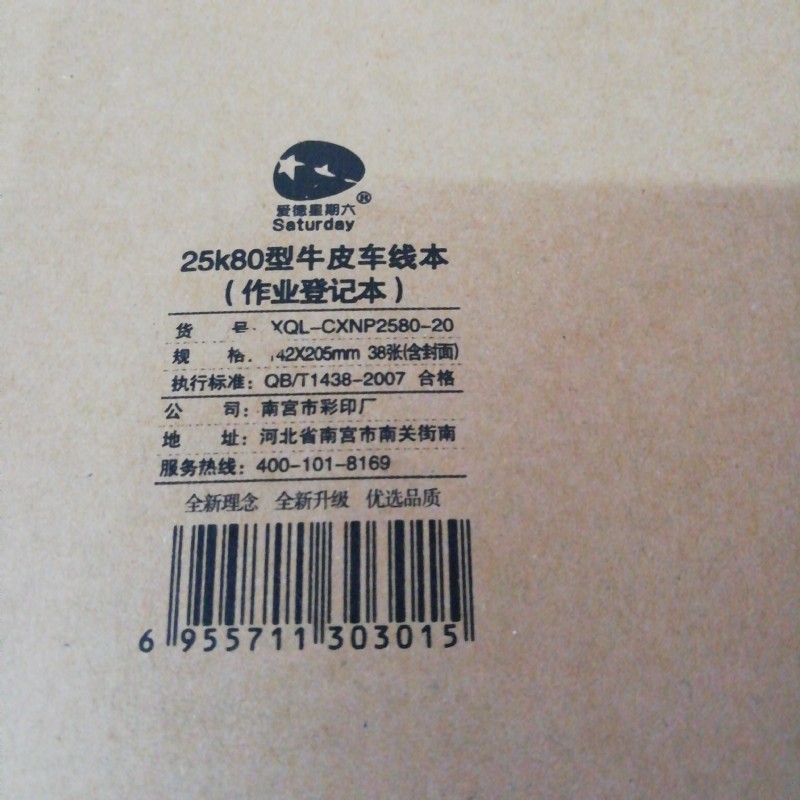 爱德星期六®
Saturday
25k80型牛皮车线本
(作业登记本)
货 号: XQL-CXNP2580-20
规 格: 142X205mm 38张(含封面)
执行标准: QB/T1438-2007 合格
公 司: 南宫市彩印厂
地 址: 河北省南宫市南关街南
服务热线: 400-101-8169
全新理念 全新升级 优选品质
6 955711 303015